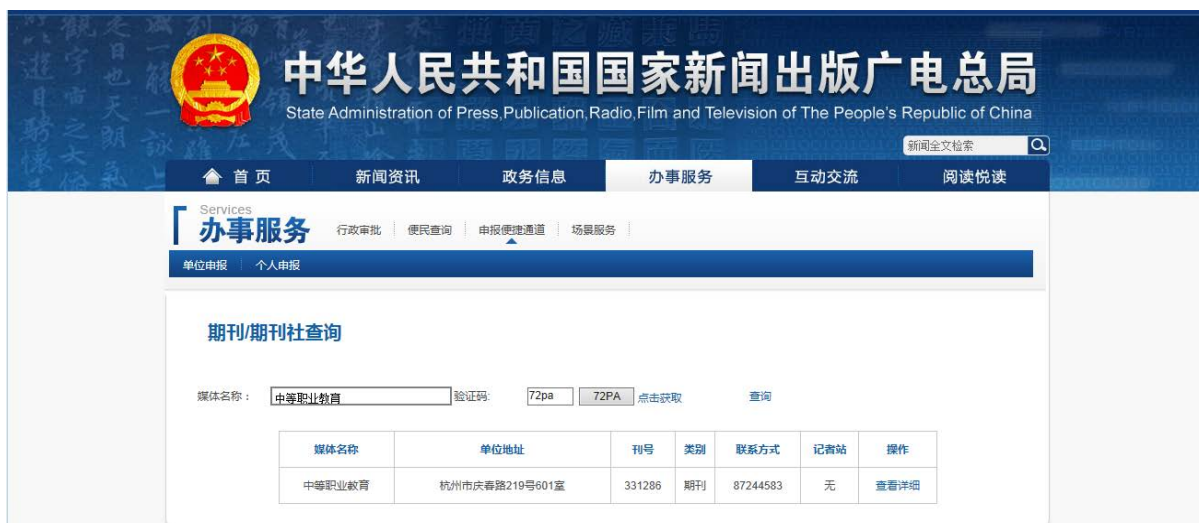 中华人民共和国国家新闻出版广电总局
State Administration of Press,Publication,Radio,Film and Television of The People's Republic of China
新闻全文检索
首 页 新闻资讯 政务信息 办事服务 互动交流 阅读悦读
Services
办事服务 行政审批 便民查询 申报便捷通道 场景服务
单位申报 个人申报
期刊/期刊社查询
媒体名称： 中等职业教育 验证码: 72pa 72PA 点击获取 查询
媒体名称 单位地址 刊号 类别 联系方式 记者站 操作
中等职业教育 杭州市庆春路219号601室 331286 期刊 87244583 无 查看详细